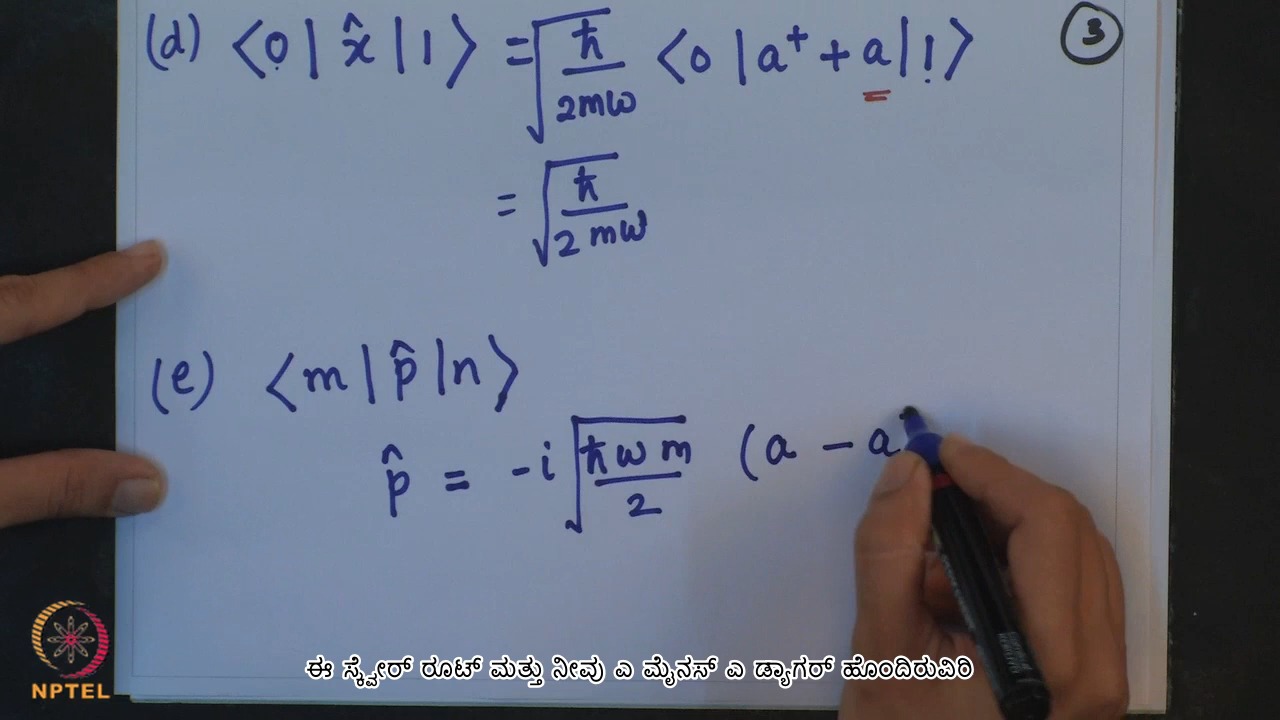 (d) ⟨0|x̂|1⟩ = √(ħ/2mω) ⟨0|a⁺ + a|1⟩
3
= √(ħ/2mω)
(e) ⟨m|p̂|n⟩
p̂ = -i √(ħωm/2) (a - a
ಈ ಸ್ಕ್ವೇರ್ ರೂಟ್ ಮತ್ತು ನೀವು ಎ ಮೈನಸ್ ಎ ಡ್ಯಾಗರ್ ಹೊಂದಿರುವಿರಿ
NPTEL